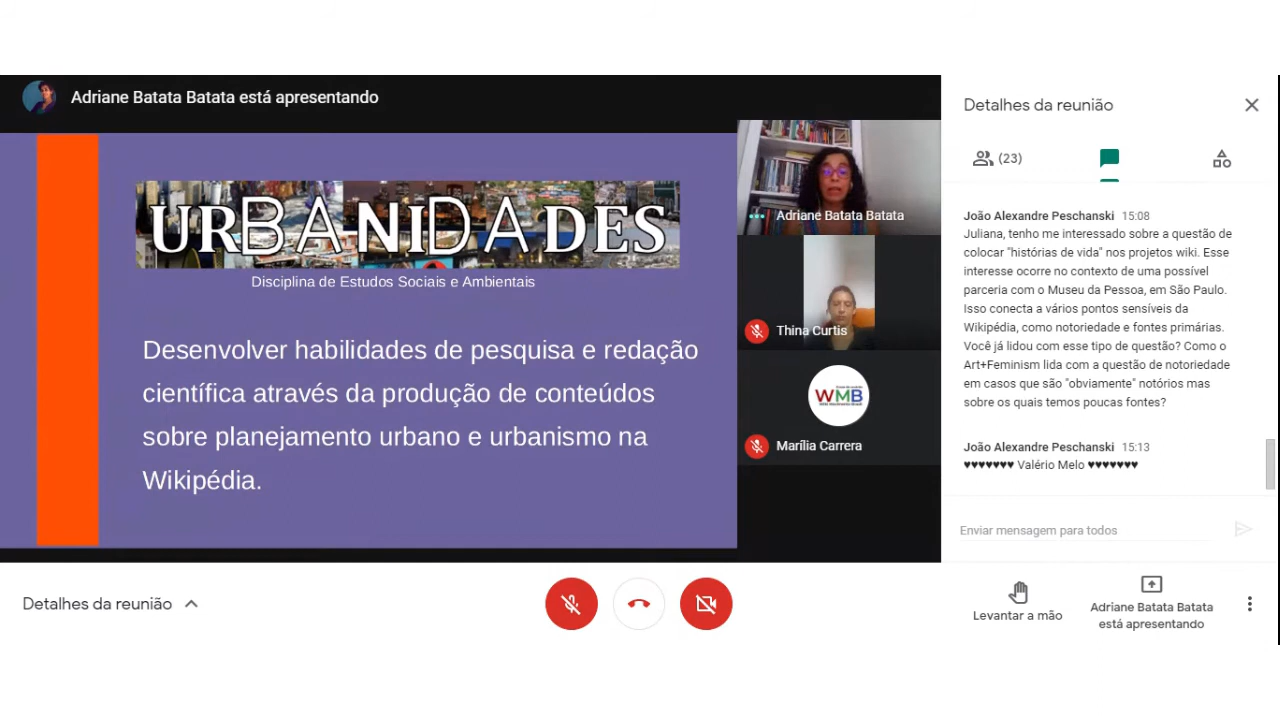 Adriane Batata Batata está apresentando
URBANIDADES
Disciplina de Estudos Sociais e Ambientais
Desenvolver habilidades de pesquisa e redação
científica através da produção de conteúdos
sobre planejamento urbano e urbanismo na
Wikipédia.
Adriane Batata Batata
Thina Curtis
WMB
Marília Carrera
Detalhes da reunião
(23)
João Alexandre Peschanski 15:08
Juliana, tenho me interessado sobre a questão de
colocar "histórias de vida" nos projetos wiki. Esse
interesse ocorre no contexto de uma possível
parceria com o Museu da Pessoa, em São Paulo.
Isso conecta a vários pontos sensíveis da
Wikipédia, como notoriedade e fontes primárias.
Você já lidou com esse tipo de questão? Como o
Art+Feminism lida com a questão de notoriedade
em casos que são "obviamente" notórios mas
sobre os quais temos poucas fontes?
João Alexandre Peschanski 15:13
♥♥♥♥♥♥♥ Valério Melo ♥♥♥♥♥♥♥
Enviar mensagem para todos
Detalhes da reunião
Levantar a mão
Adriane Batata Batata
está apresentando